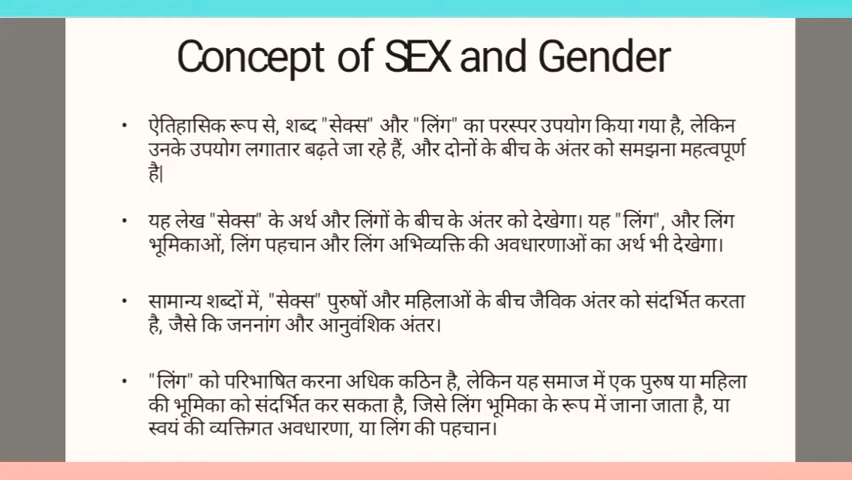 Concept of SEX and Gender
• ऐतिहासिक रूप से, शब्द "सेक्स" और "लिंग" का परस्पर उपयोग किया गया है, लेकिन
उनके उपयोग लगातार बढ़ते जा रहे हैं, और दोनों के बीच के अंतर को समझना महत्वपूर्ण
है|
• यह लेख "सेक्स" के अर्थ और लिंगों के बीच के अंतर को देखेगा। यह "लिंग", और लिंग
भूमिकाओं, लिंग पहचान और लिंग अभिव्यक्ति की अवधारणाओं का अर्थ भी देखेगा।
• सामान्य शब्दों में, "सेक्स" पुरुषों और महिलाओं के बीच जैविक अंतर को संदर्भित करता
है, जैसे कि जननांग और आनुवंशिक अंतर।
• "लिंग" को परिभाषित करना अधिक कठिन है, लेकिन यह समाज में एक पुरुष या महिला
की भूमिका को संदर्भित कर सकता है, जिसे लिंग भूमिका के रूप में जाना जाता है, या
स्वयं की व्यक्तिगत अवधारणा, या लिंग की पहचान।